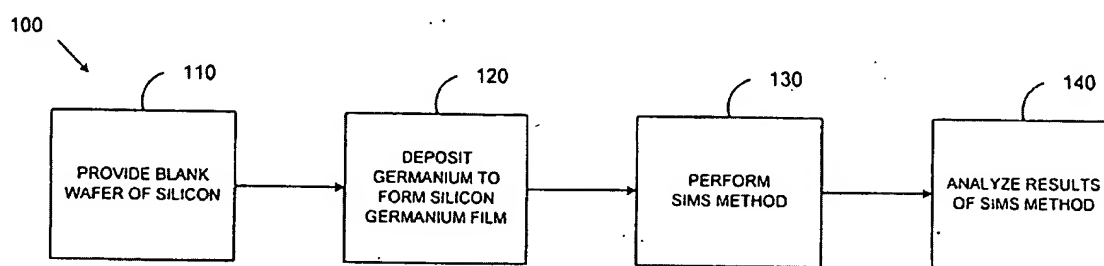 100
110
120
130
140
PROVIDE BLANK
WAFER OF SILICON
DEPOSIT
GERMANIUM TO
FORM SILICON
GERMANIUM FILM
PERFORM
SIMS METHOD
ANALYZE RESULTS
OF SIMS METHOD